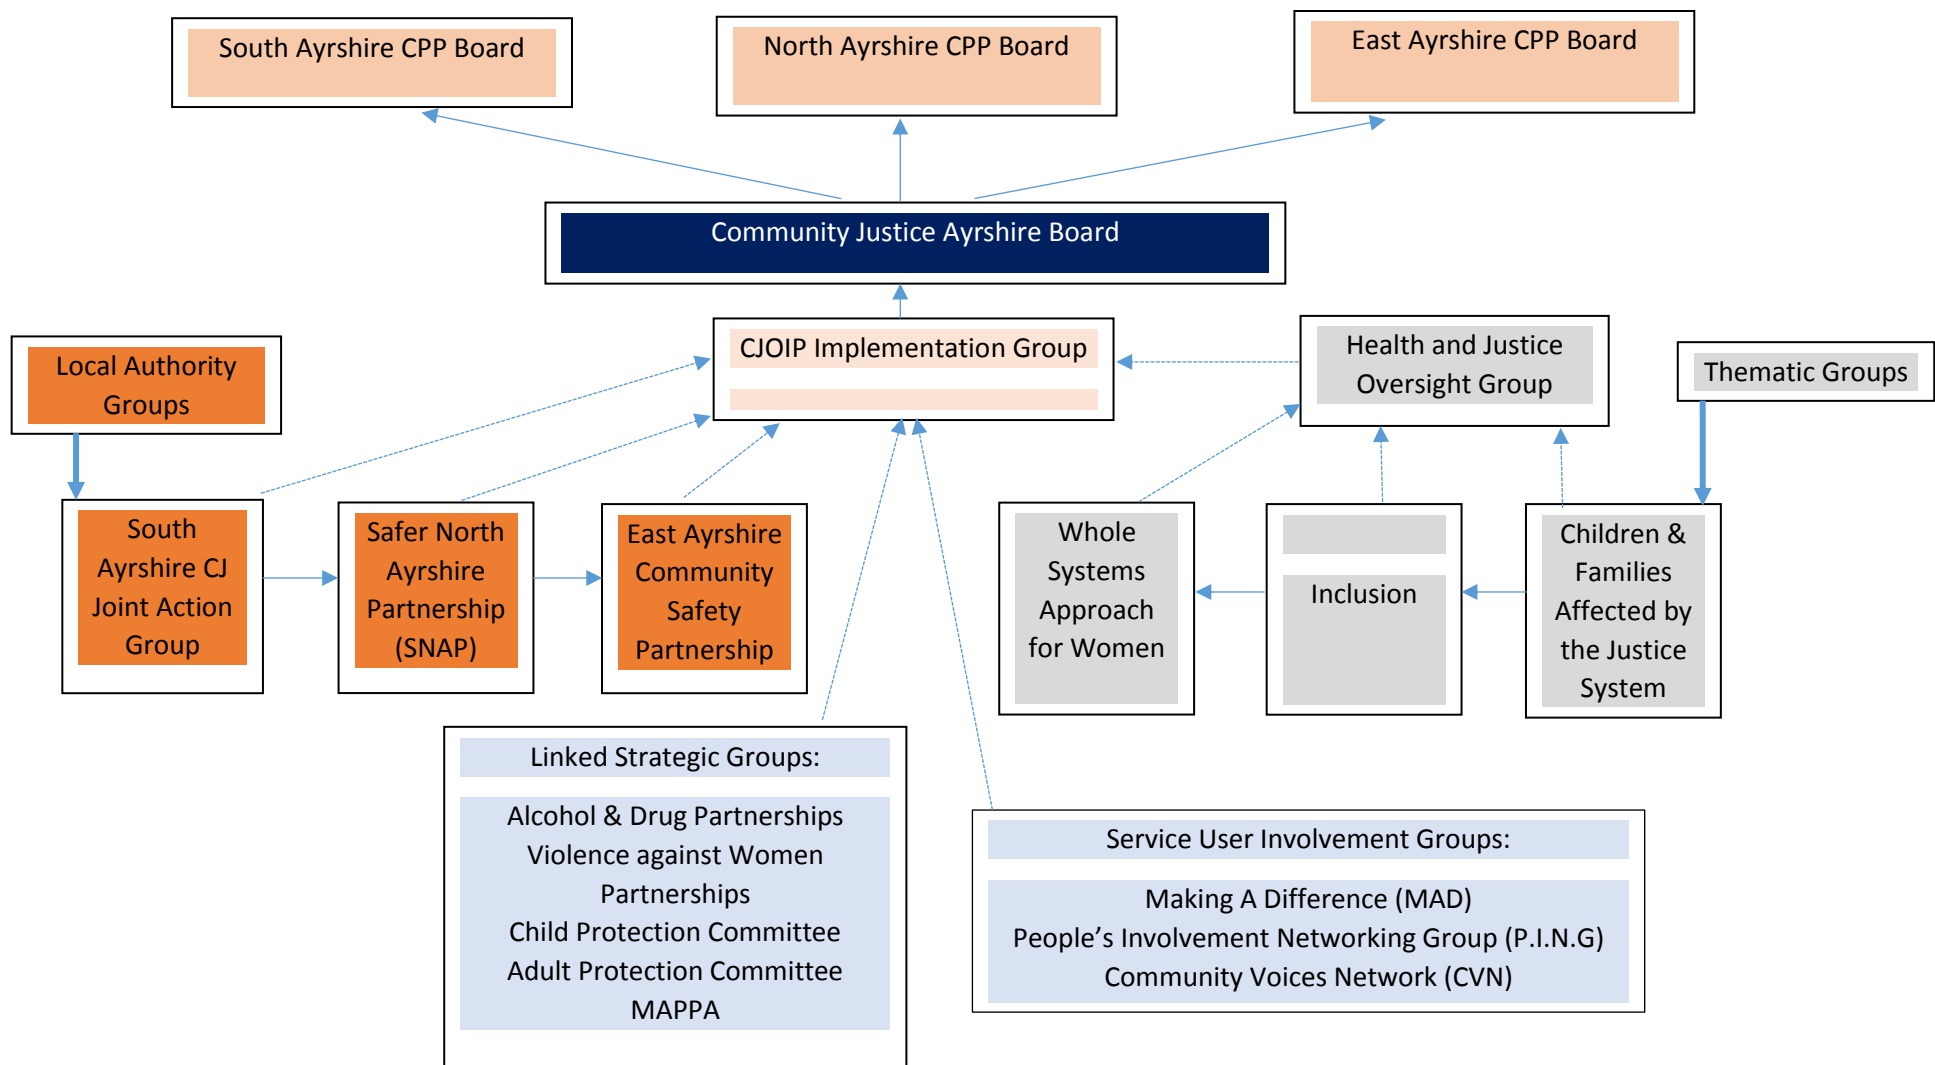 South Ayrshire CPP Board
North Ayrshire CPP Board
East Ayrshire CPP Board
Community Justice Ayrshire Board
Local Authority
Groups
CJOIP Implementation Group
Health and Justice
Oversight Group
Thematic Groups
South
Ayrshire CJ
Joint Action
Group
Safer North
Ayrshire
Partnership
(SNAP)
East Ayrshire
Community
Safety
Partnership
Whole
Systems
Approach
for Women
Inclusion
Children &
Families
Affected by
the Justice
System
Linked Strategic Groups:
Alcohol & Drug Partnerships
Violence against Women
Partnerships
Child Protection Committee
Adult Protection Committee
MAPPA
Service User Involvement Groups:
Making A Difference (MAD)
People’s Involvement Networking Group (P.I.N.G)
Community Voices Network (CVN)